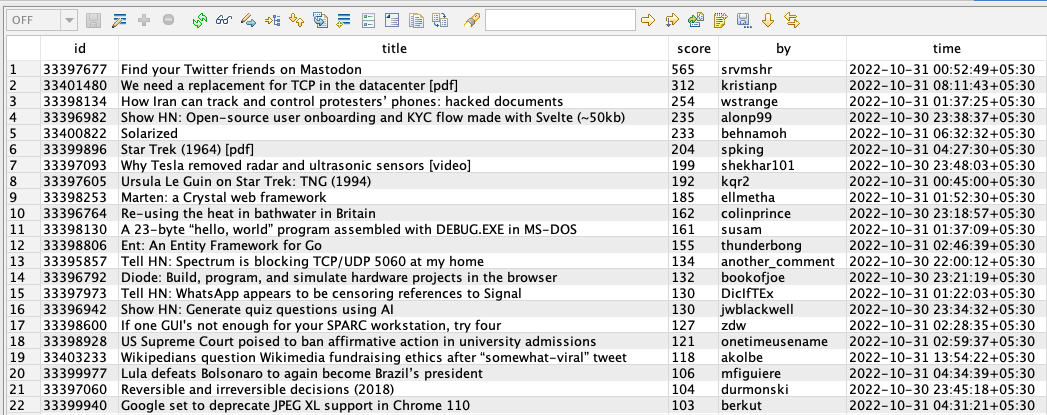 OFF
id title score by time
1 33397677 Find your Twitter friends on Mastodon 565 srvmshr 2022-10-31 00:52:49+05:30
2 33401480 We need a replacement for TCP in the datacenter [pdf] 312 kristianp 2022-10-31 08:11:43+05:30
3 33398134 How Iran can track and control protesters’ phones: hacked documents 254 wstrange 2022-10-31 01:37:25+05:30
4 33396982 Show HN: Open-source user onboarding and KYC flow made with Svelte (~50kb) 235 alonp99 2022-10-30 23:38:37+05:30
5 33400822 Solarized 233 behnamoh 2022-10-31 06:32:32+05:30
6 33399896 Star Trek (1964) [pdf] 204 spking 2022-10-31 04:27:30+05:30
7 33397093 Why Tesla removed radar and ultrasonic sensors [video] 199 shekhar101 2022-10-30 23:48:03+05:30
8 33397605 Ursula Le Guin on Star Trek: TNG (1994) 192 kqr2 2022-10-31 00:45:00+05:30
9 33398253 Marten: a Crystal web framework 185 ellmetha 2022-10-31 01:52:30+05:30
10 33396764 Re-using the heat in bathwater in Britain 162 colinprince 2022-10-30 23:18:57+05:30
11 33398130 A 23-byte “hello, world” program assembled with DEBUG.EXE in MS-DOS 161 susam 2022-10-31 01:37:09+05:30
12 33398806 Ent: An Entity Framework for Go 155 thunderbong 2022-10-31 02:46:39+05:30
13 33395857 Tell HN: Spectrum is blocking TCP/UDP 5060 at my home 134 another_comment 2022-10-30 22:00:12+05:30
14 33396792 Diode: Build, program, and simulate hardware projects in the browser 132 bookofjoe 2022-10-30 23:21:19+05:30
15 33397973 Tell HN: WhatsApp appears to be censoring references to Signal 130 DicIfTEx 2022-10-31 01:22:03+05:30
16 33396942 Show HN: Generate quiz questions using AI 130 jwblackwell 2022-10-30 23:34:32+05:30
17 33398600 If one GUI's not enough for your SPARC workstation, try four 127 zdw 2022-10-31 02:28:35+05:30
18 33398928 US Supreme Court poised to ban affirmative action in university admissions 121 onetimeusename 2022-10-31 02:59:37+05:30
19 33403233 Wikipedians question Wikimedia fundraising ethics after “somewhat-viral” tweet 118 akolbe 2022-10-31 13:54:22+05:30
20 33399977 Lula defeats Bolsonaro to again become Brazil’s president 106 mfiguiere 2022-10-31 04:34:39+05:30
21 33397060 Reversible and irreversible decisions (2018) 104 durmonski 2022-10-30 23:45:18+05:30
22 33399940 Google set to deprecate JPEG XL support in Chrome 110 103 berkut 2022-10-31 04:31:21+05:30